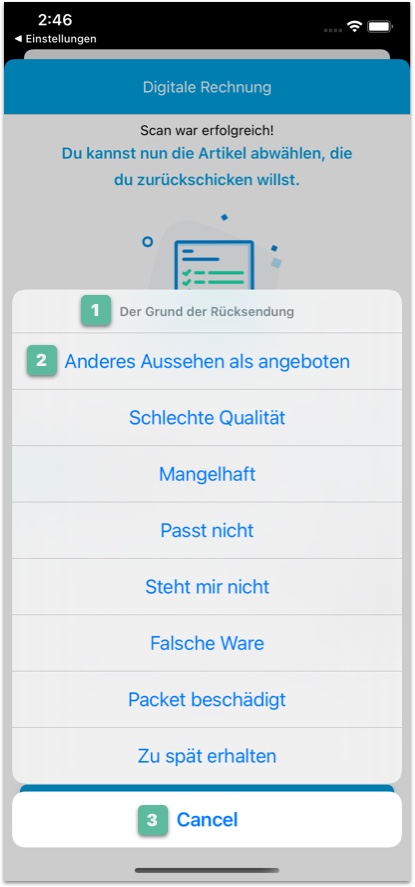 2:46
◀ Einstellungen
Digitale Rechnung
Scan war erfolgreich!
Du kannst nun die Artikel abwählen, die
du zurückschicken willst.
1 Der Grund der Rücksendung
2 Anderes Aussehen als angeboten
Schlechte Qualität
Mangelhaft
Passt nicht
Steht mir nicht
Falsche Ware
Packet beschädigt
Zu spät erhalten
3 Cancel